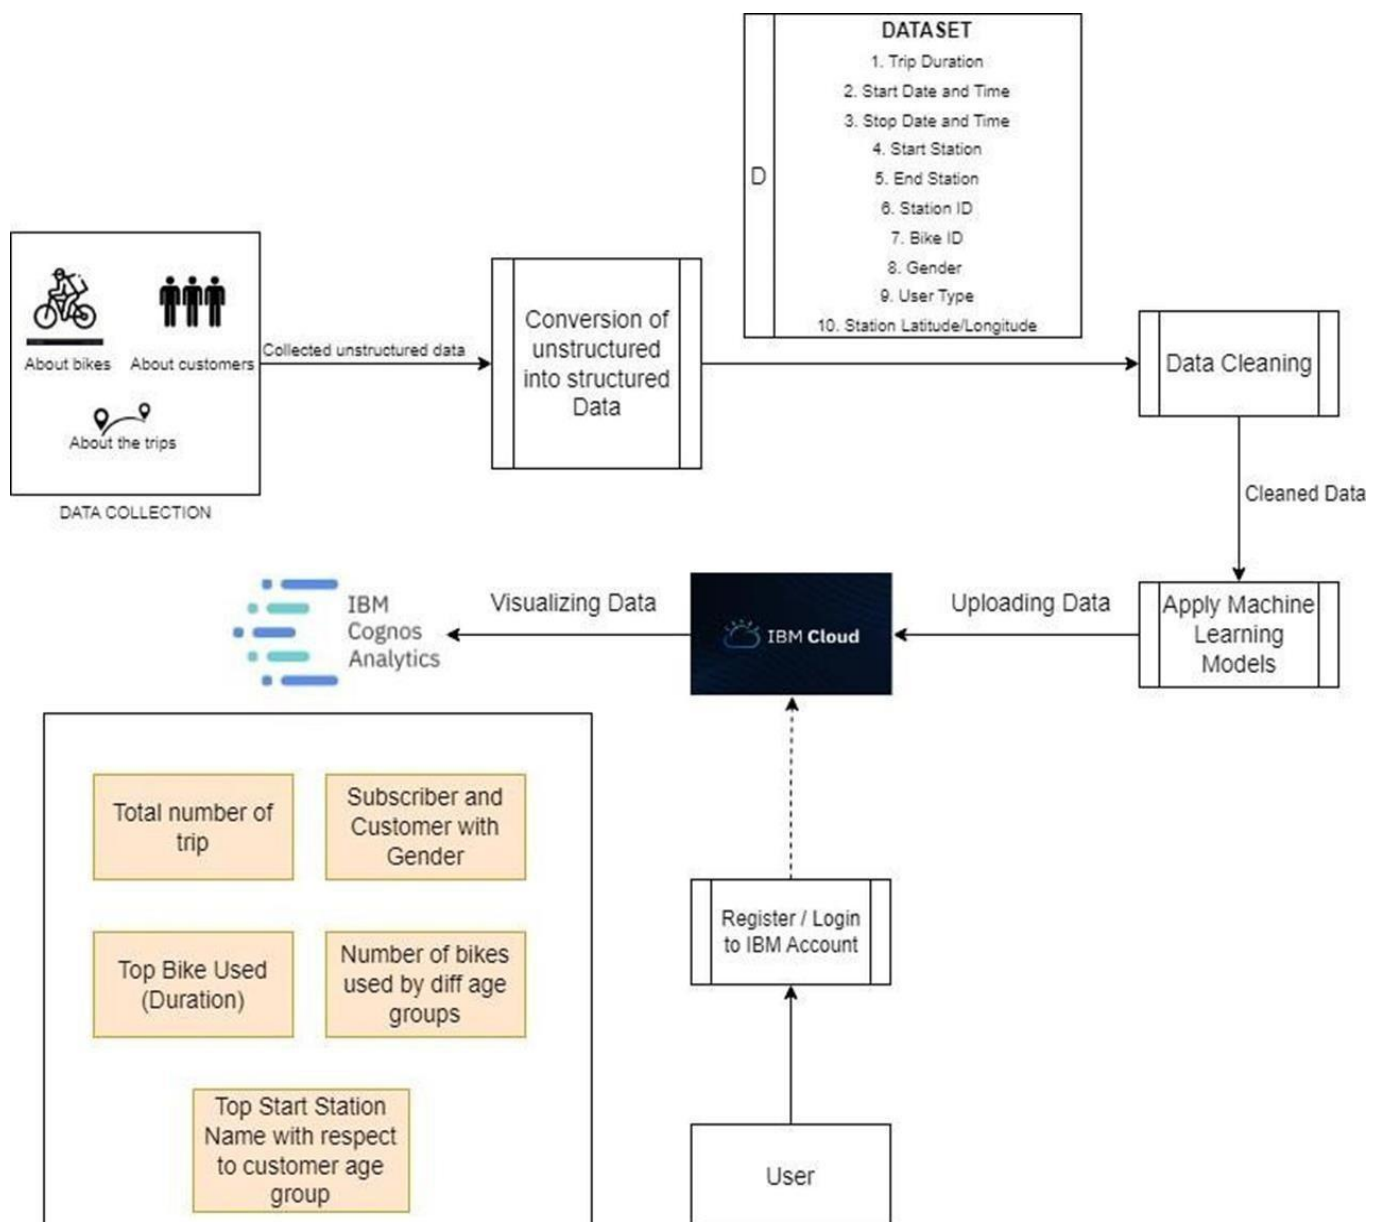 DATASET
1. Trip Duration
2. Start Date and Time
3. Stop Date and Time
4. Start Station
D
5. End Station
6. Station ID
7. Bike ID
8. Gender
9. User Type
10. Station Latitude/Longitude
About bikes
About customers
About the trips
DATA COLLECTION
Collected unstructured data
Conversion of
unstructured
into structured
Data
Data Cleaning
Cleaned Data
Apply Machine
Learning
Models
Uploading Data
IBM Cloud
Visualizing Data
IBM
Cognos
Analytics
Total number of
trip
Subscriber and
Customer with
Gender
Top Bike Used
(Duration)
Number of bikes
used by diff age
groups
Top Start Station
Name with respect
to customer age
group
Register / Login
to IBM Account
User